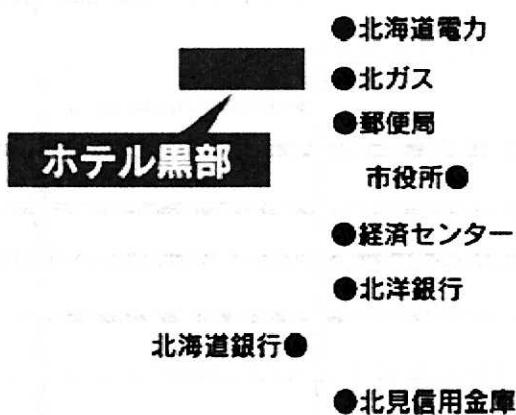 ●北海道電力
●北ガス
●郵便局
ホテル黒部
市役所●
●経済センター
●北洋銀行
北海道銀行●
●北見信用金庫